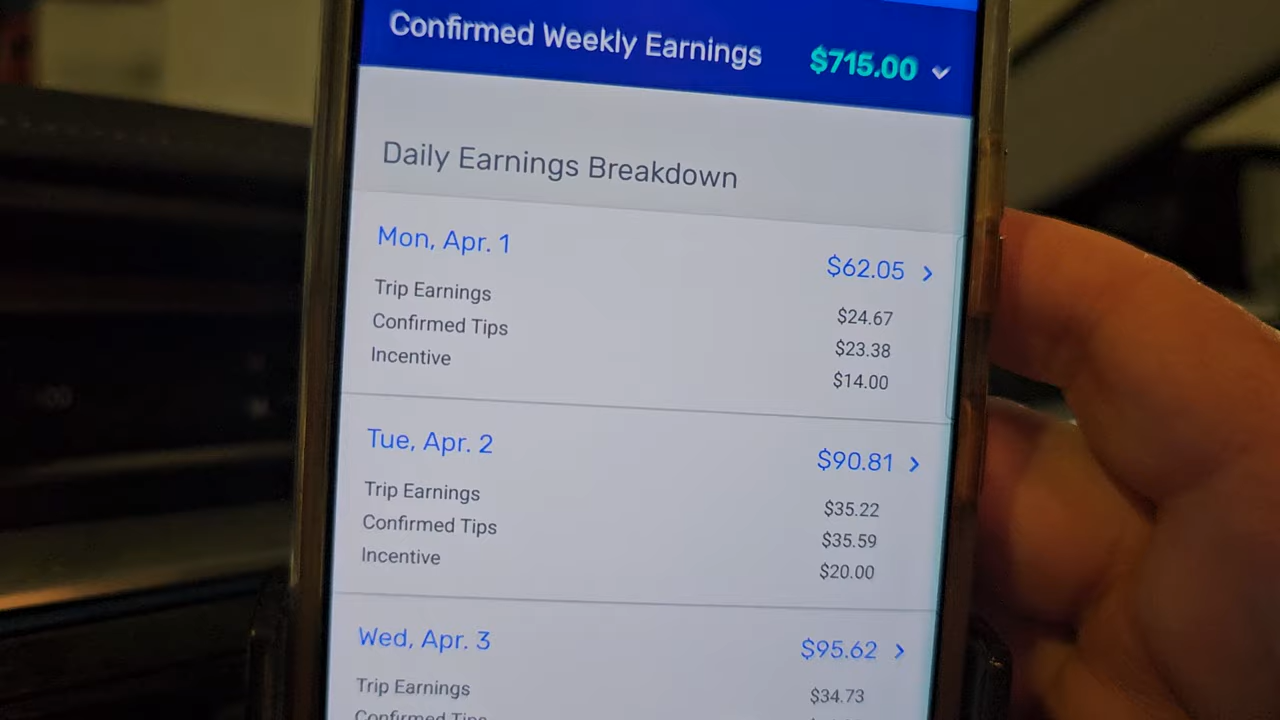 Confirmed Weekly Earnings $715.00
Daily Earnings Breakdown
Mon, Apr. 1 $62.05 >
Trip Earnings $24.67
Confirmed Tips $23.38
Incentive $14.00
Tue, Apr. 2 $90.81 >
Trip Earnings $35.22
Confirmed Tips $35.59
Incentive $20.00
Wed, Apr. 3 $95.62 >
Trip Earnings $34.73
Confirmed Tips